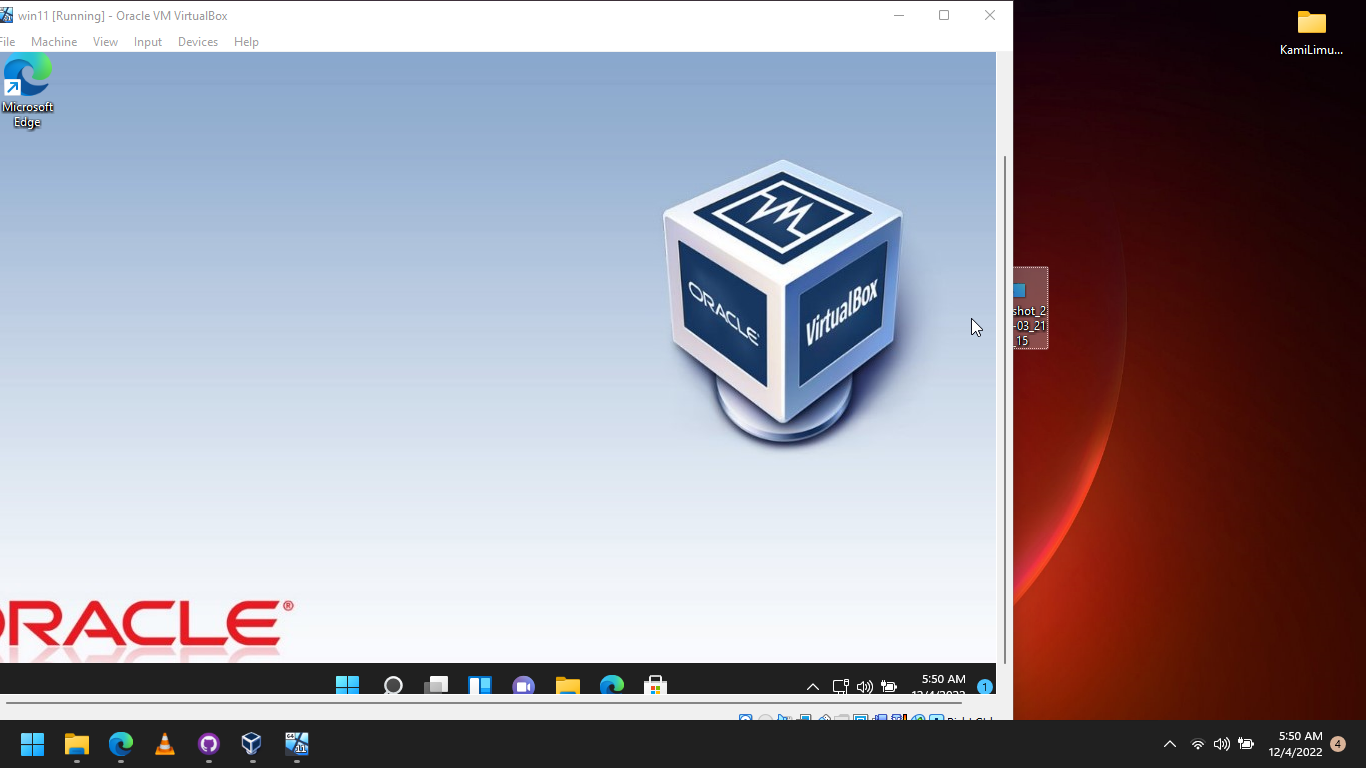 win11 [Running] - Oracle VM VirtualBox
File Machine View Input Devices Help
Microsoft
Edge
KamiLimu...
ORACLE
VirtualBox
shot_2
-03_21
_15
ORACLE®
5:50 AM
12/4/2022
1
5:50 AM
12/4/2022
4